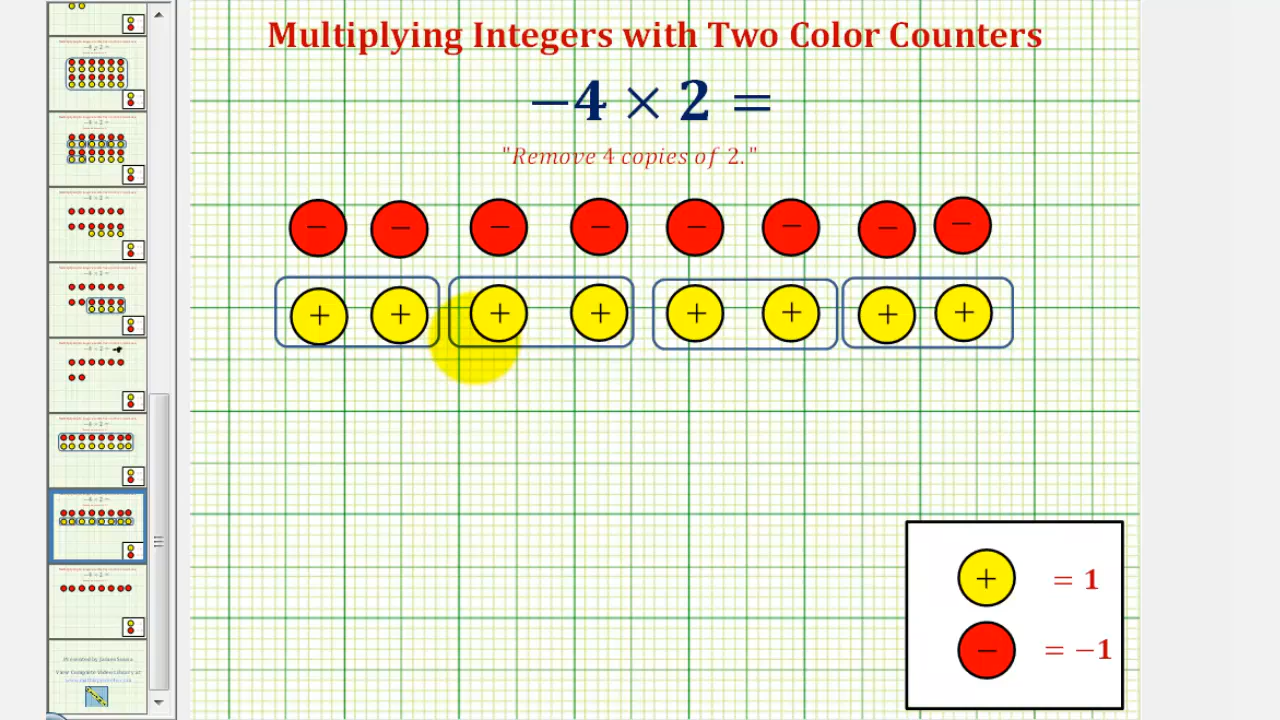 Multiplying Integers with Two Color Counters
−4 × 2 =
"Remove 4 copies of 2."
− − − − − − − −
+ + + + + + + +
+ = 1
− = −1